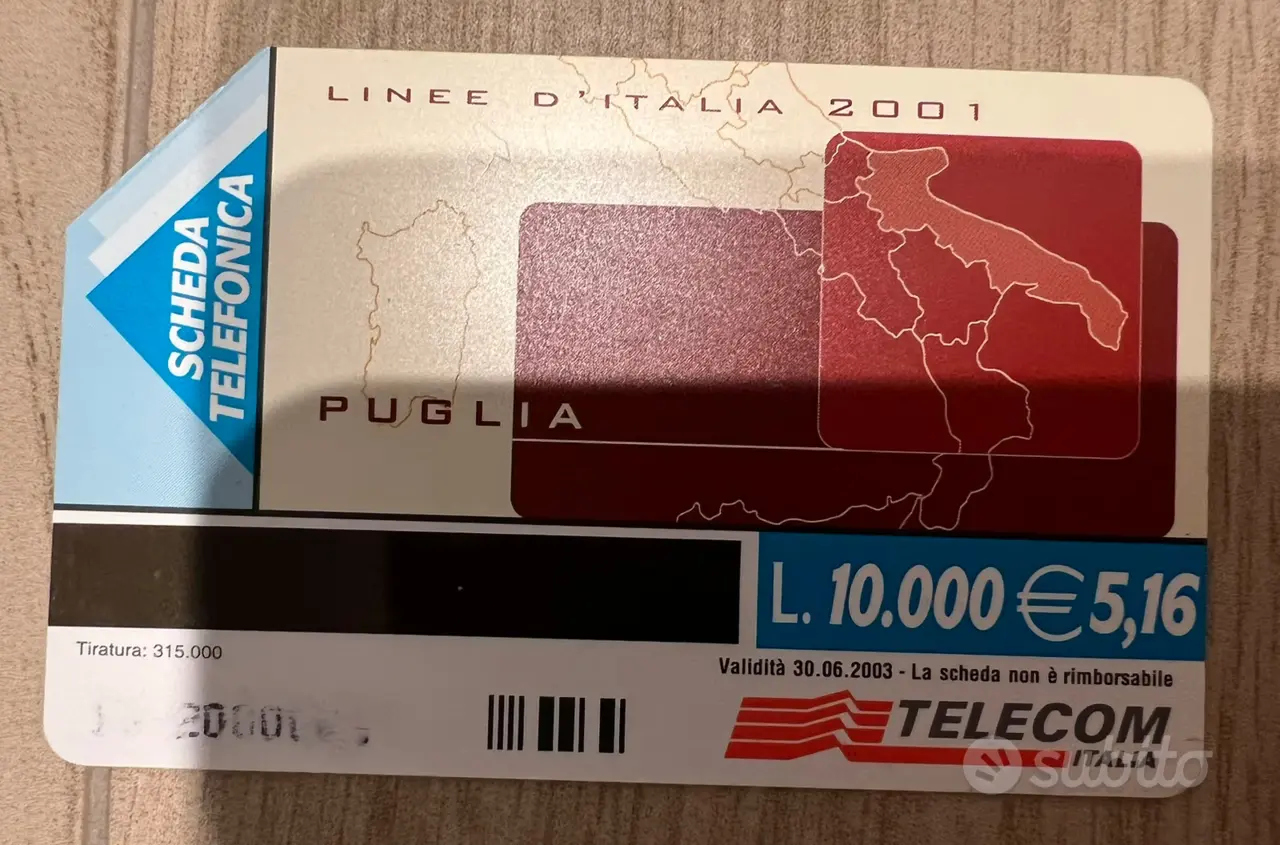 LINEE D'ITALIA 2001
SCHEDA
TELEFONICA
PUGLIA
L. 10.000 € 5,16
Tiratura: 315.000
Validità 30.06.2003 - La scheda non è rimborsabile
TELECOM
ITALIA
subito